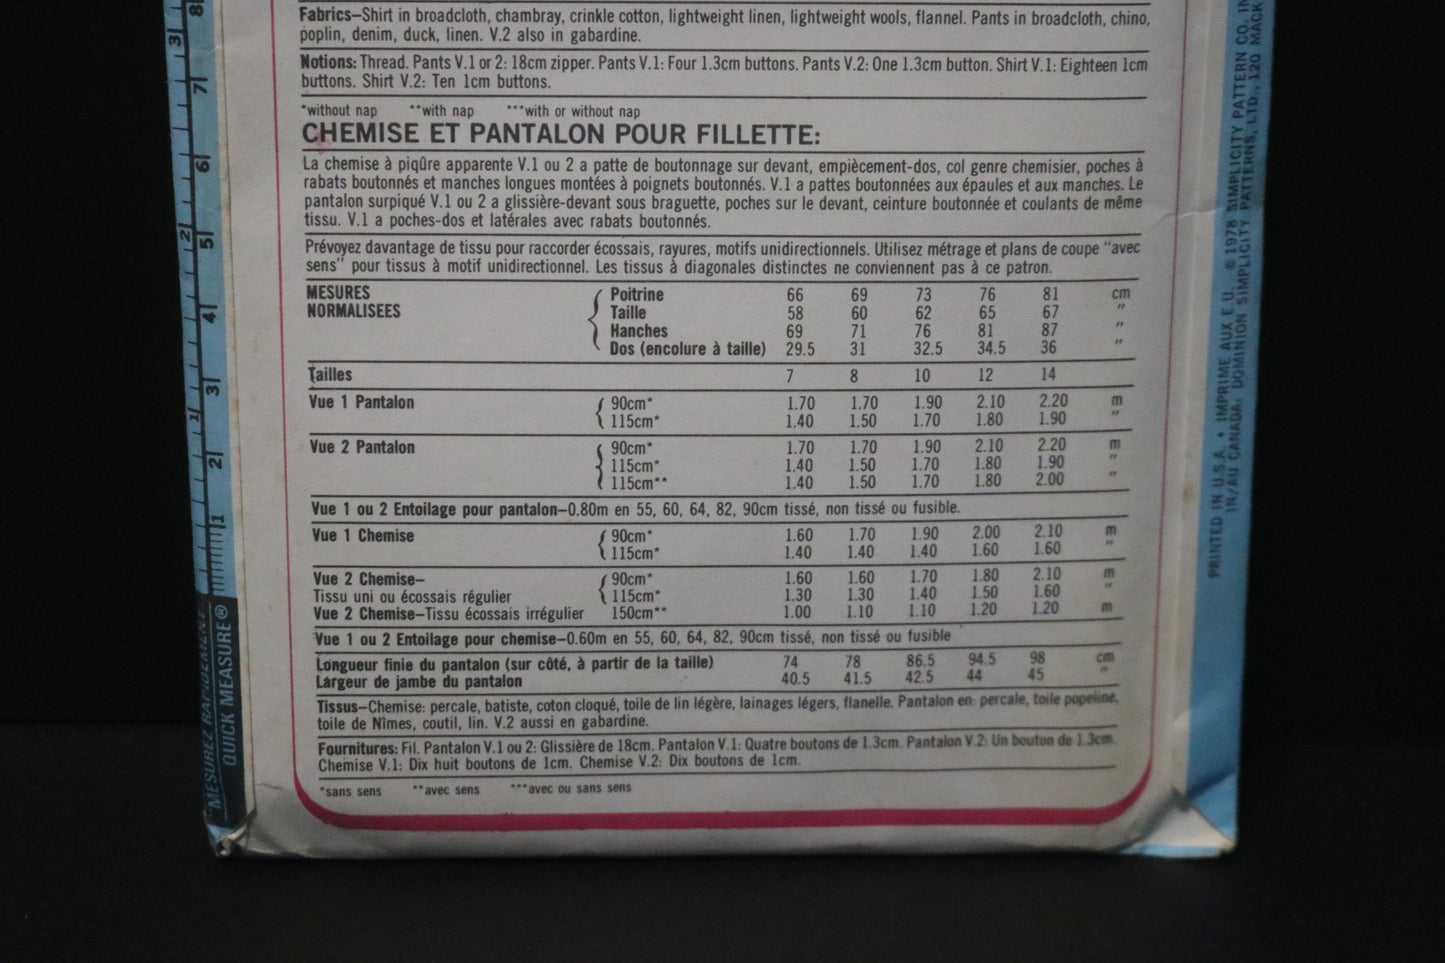 Fabrics–Shirt in broadcloth, chambray, crinkle cotton, lightweight linen, lightweight wools, flannel. Pants in broadcloth, chino,
poplin, denim, duck, linen. V.2 also in gabardine.
Notions: Thread. Pants V.1 or 2: 18cm zipper. Pants V.1: Four 1.3cm buttons. Pants V.2: One 1.3cm button. Shirt V.1: Eighteen 1cm
buttons. Shirt V.2: Ten 1cm buttons.
*without nap **with nap ***with or without nap
CHEMISE ET PANTALON POUR FILLETTE:
La chemise à piqûre apparente V.1 ou 2 a patte de boutonnage sur devant, empiècement-dos, col genre chemisier, poches à
rabats boutonnés et manches longues montées à poignets boutonnés. V.1 a pattes boutonnées aux épaules et aux manches. Le
pantalon surpiqué V.1 ou 2 a glissière-devant sous braguette, poches sur le devant, ceinture boutonnée et coulants de même
tissu. V.1 a poches-dos et latérales avec rabats boutonnés.
Prévoyez davantage de tissu pour raccorder écossais, rayures, motifs unidirectionnels. Utilisez métrage et plans de coupe "avec
sens" pour tissus à motif unidirectionnel. Les tissus à diagonales distinctes ne conviennent pas à ce patron.
MESURES Poitrine 66 69 73 76 81 cm
NORMALISEES Taille 58 60 62 65 67 "
Hanches 69 71 76 81 87 "
Dos (encolure à taille) 29.5 31 32.5 34.5 36 "
Tailles 7 8 10 12 14
Vue 1 Pantalon 90cm* 1.70 1.70 1.90 2.10 2.20 m
115cm* 1.40 1.50 1.70 1.80 1.90 "
Vue 2 Pantalon 90cm* 1.70 1.70 1.90 2.10 2.20 m
115cm* 1.40 1.50 1.70 1.80 1.90 "
115cm** 1.40 1.50 1.70 1.80 2.00 "
Vue 1 ou 2 Entoilage pour pantalon–0.80m en 55, 60, 64, 82, 90cm tissé, non tissé ou fusible.
Vue 1 Chemise 90cm* 1.60 1.70 1.90 2.00 2.10 m
115cm* 1.40 1.40 1.40 1.60 1.60 "
Vue 2 Chemise– 90cm* 1.60 1.60 1.70 1.80 2.10 m
Tissu uni ou écossais régulier 115cm* 1.30 1.30 1.40 1.50 1.60 "
Vue 2 Chemise–Tissu écossais irrégulier 150cm** 1.00 1.10 1.10 1.20 1.20 m
Vue 1 ou 2 Entoilage pour chemise–0.60m en 55, 60, 64, 82, 90cm tissé, non tissé ou fusible
Longueur finie du pantalon (sur côté, à partir de la taille) 74 78 86.5 94.5 98 cm
Largeur de jambe du pantalon 40.5 41.5 42.5 44 45 "
Tissus–Chemise: percale, batiste, coton cloqué, toile de lin légère, lainages légers, flanelle. Pantalon en: percale, toile popeline,
toile de Nîmes, coutil, lin. V.2 aussi en gabardine.
Fournitures: Fil. Pantalon V.1 ou 2: Glissière de 18cm. Pantalon V.1: Quatre boutons de 1.3cm. Pantalon V.2: Un bouton de 1.3cm.
Chemise V.1: Dix huit boutons de 1cm. Chemise V.2: Dix boutons de 1cm.
*sans sens **avec sens ***avec ou sans sens
8
7
6
5
4
3
2
1
3
2
1
MESUREZ RAPIDEMENT
QUICK MEASURE®
PRINTED IN U.S.A. • IMPRIME AUX E.U. © 1978 SIMPLICITY PATTERN CO. IN
IN/AU CANADA: DOMINION SIMPLICITY PATTERNS, LTD., 120 MACK